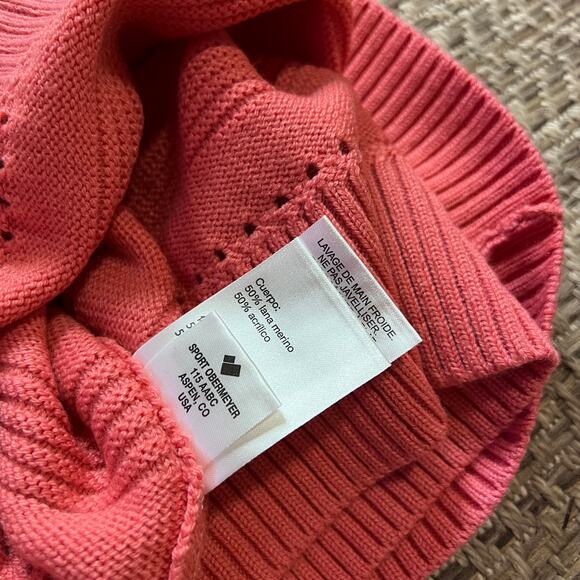 LAVAGE DE MAIN FROIDE
NE PAS JAVELLISER
Cuerpo:
50% lana merino
50% acrílico
SPORT OBERMEYER
115 AABC
ASPEN, CO
USA